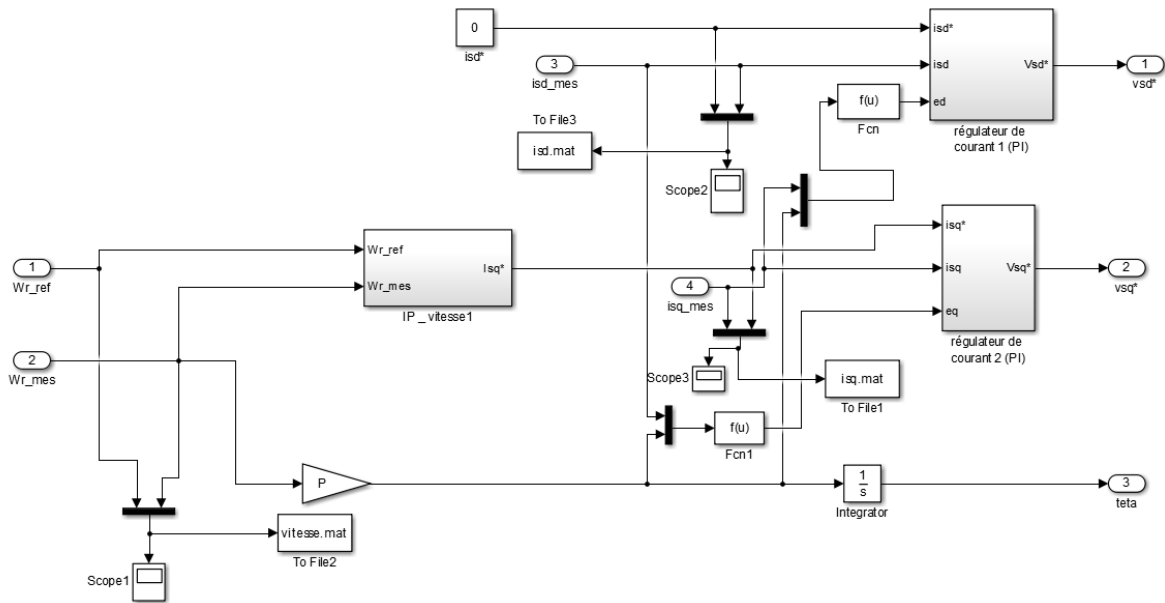 0
isd*
3
isd_mes
isd*
isd
ed
Vsd*
régulateur de
courant 1 (PI)
1
vsd*
f(u)
Fcn
To File3
isd.mat
Scope2
1
Wr_ref
2
Wr_mes
Wr_ref
Wr_mes
Isq*
IP _ vitesse1
4
isq_mes
isq*
isq
eq
Vsq*
régulateur de
courant 2 (PI)
2
vsq*
Scope3
isq.mat
To File1
f(u)
Fcn1
P
1
s
Integrator
3
teta
vitesse.mat
To File2
Scope1